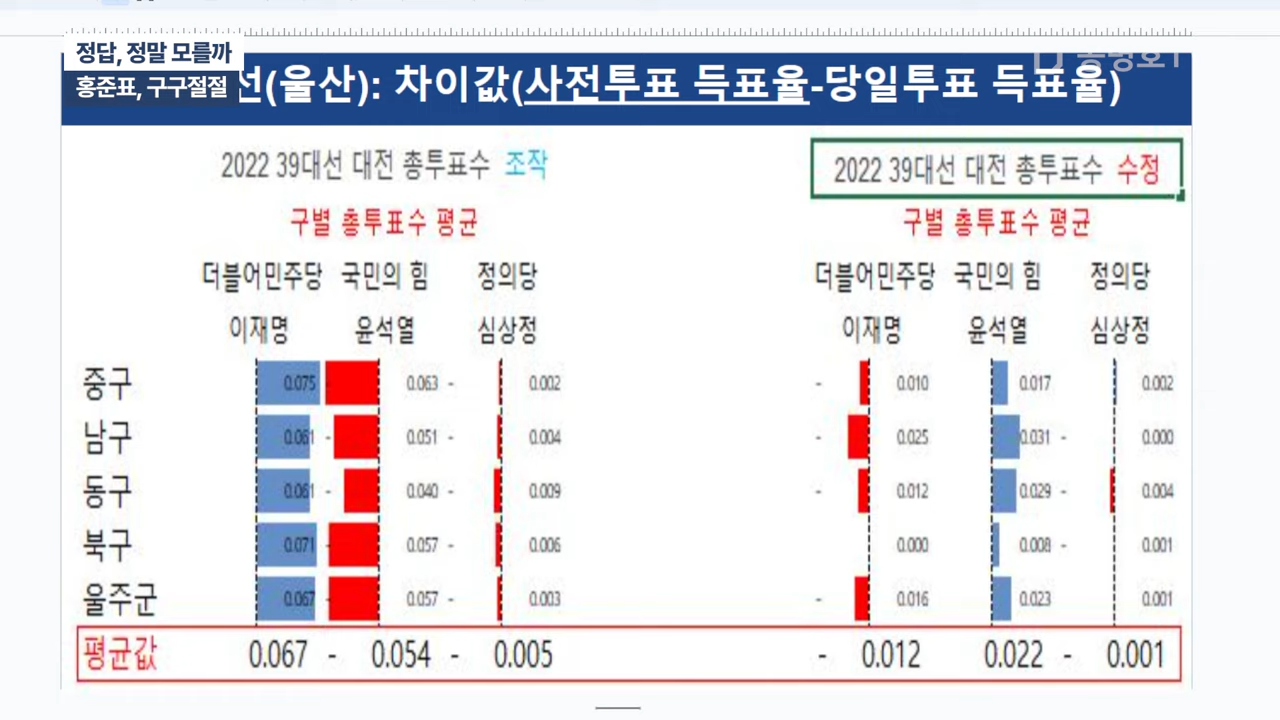 정답, 정말 모를까
홍준표, 구구절절
선(울산): 차이값(사전투표 득표율-당일투표 득표율)
2022 39대선 대전 총투표수 조작
2022 39대선 대전 총투표수 수정
구별 총투표수 평균
구별 총투표수 평균
더불어민주당 국민의 힘 정의당
더불어민주당 국민의 힘 정의당
이재명 윤석열 심상정
이재명 윤석열 심상정
중구 0.075 - 0.063 - 0.002 - 0.010 0.017 0.002
남구 0.061 - 0.051 - 0.004 - 0.025 0.031 - 0.000
동구 0.061 - 0.040 - 0.009 - 0.012 0.029 - 0.004
북구 0.071 - 0.057 - 0.006 0.000 0.008 - 0.001
울주군 0.067 - 0.057 - 0.003 - 0.016 0.023 0.001
평균값 0.067 - 0.054 - 0.005 - 0.012 0.022 - 0.001